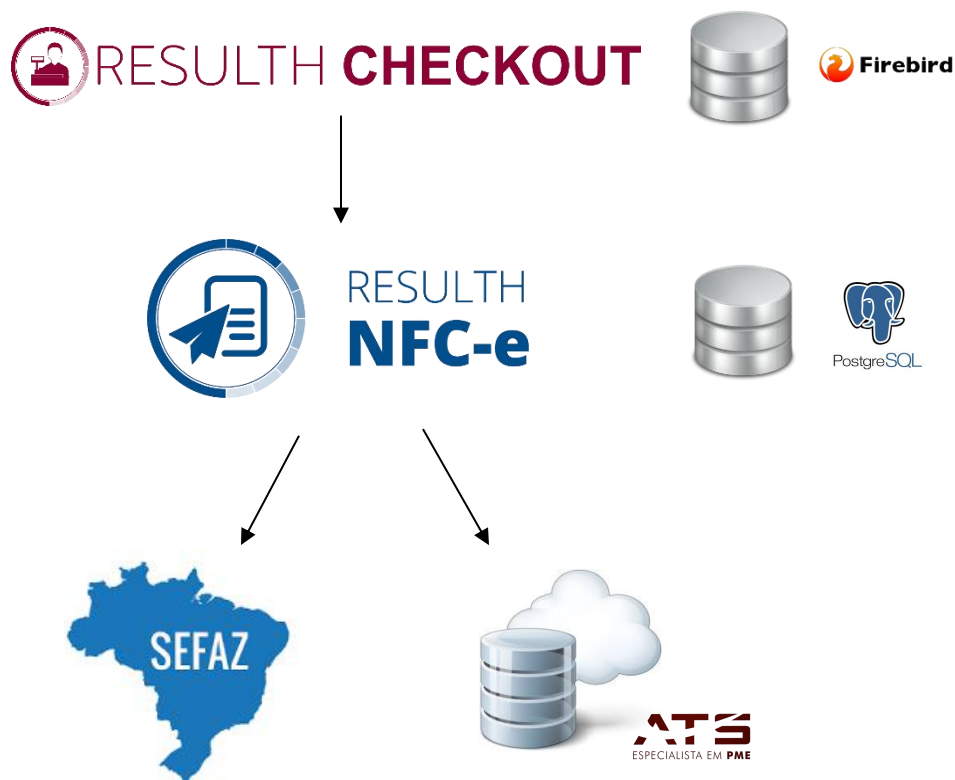 RESULTH CHECKOUT
Firebird
RESULTH
NFC-e
PostgreSQL
SEFAZ
ATS
ESPECIALISTA EM PME